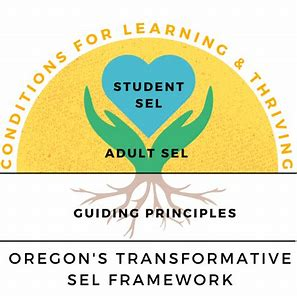 CONDITIONS FOR LEARNING & THRIVING
STUDENT
SEL
ADULT SEL
GUIDING PRINCIPLES
OREGON'S TRANSFORMATIVE
SEL FRAMEWORK